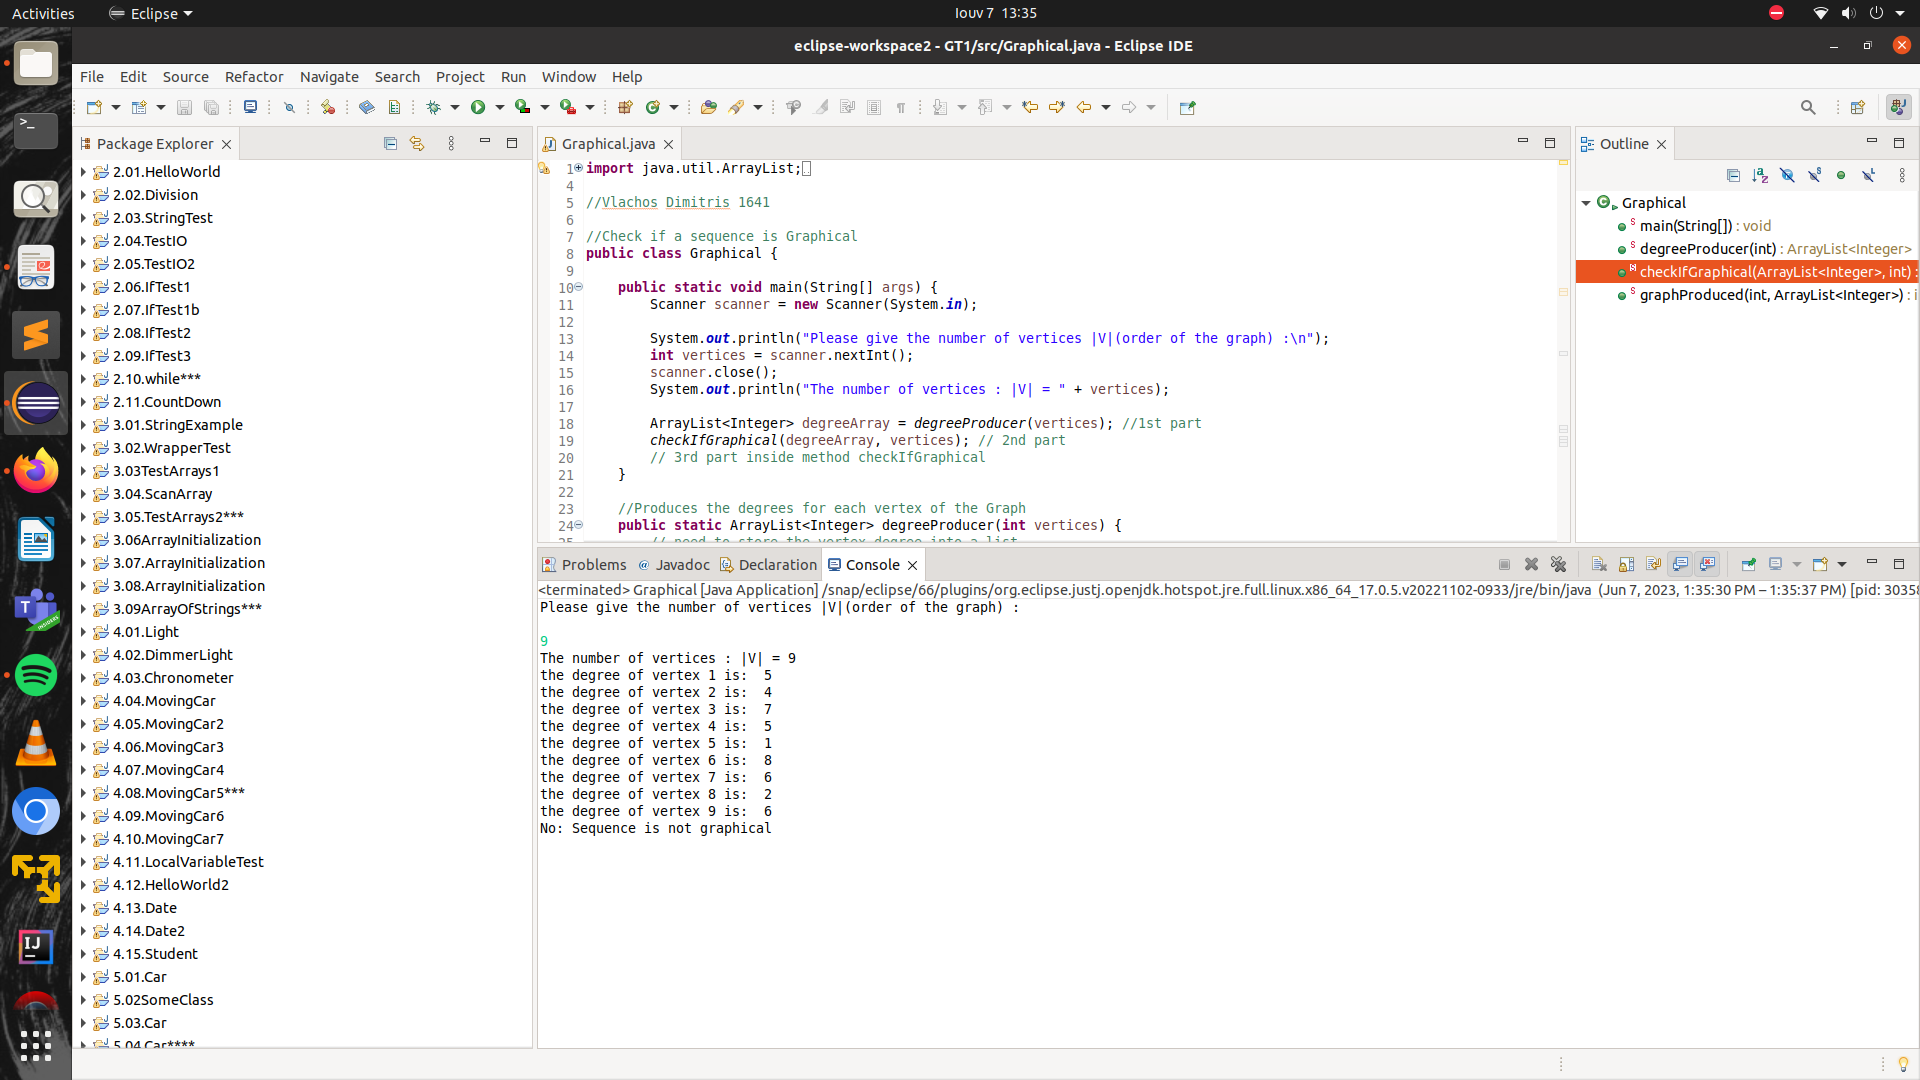 Activities
Eclipse
Ιουν 7 13:35
eclipse-workspace2 - GT1/src/Graphical.java - Eclipse IDE
File Edit Source Refactor Navigate Search Project Run Window Help
Package Explorer
2.01.HelloWorld
2.02.Division
2.03.StringTest
2.04.TestIO
2.05.TestIO2
2.06.IfTest1
2.07.IfTest1b
2.08.IfTest2
2.09.IfTest3
2.10.while***
2.11.CountDown
3.01.StringExample
3.02.WrapperTest
3.03TestArrays1
3.04.ScanArray
3.05.TestArrays2***
3.06ArrayInitialization
3.07.ArrayInitialization
3.08.ArrayInitialization
3.09ArrayOfStrings***
4.01.Light
4.02.DimmerLight
4.03.Chronometer
4.04.MovingCar
4.05.MovingCar2
4.06.MovingCar3
4.07.MovingCar4
4.08.MovingCar5***
4.09.MovingCar6
4.10.MovingCar7
4.11.LocalVariableTest
4.12.HelloWorld2
4.13.Date
4.14.Date2
4.15.Student
5.01.Car
5.02SomeClass
5.03.Car
5.04.Car****
Graphical.java
1 import java.util.ArrayList;
4
5 //Vlachos Dimitris 1641
6
7 //Check if a sequence is Graphical
8 public class Graphical {
9
10 public static void main(String[] args) {
11 Scanner scanner = new Scanner(System.in);
12
13 System.out.println("Please give the number of vertices |V|(order of the graph) :\n");
14 int vertices = scanner.nextInt();
15 scanner.close();
16 System.out.println("The number of vertices : |V| = " + vertices);
17
18 ArrayList<Integer> degreeArray = degreeProducer(vertices); //1st part
19 checkIfGraphical(degreeArray, vertices); // 2nd part
20 // 3rd part inside method checkIfGraphical
21 }
22
23 //Produces the degrees for each vertex of the Graph
24 public static ArrayList<Integer> degreeProducer(int vertices) {
25 // need to store the vertex degree into a list
Outline
Graphical
main(String[]) : void
degreeProducer(int) : ArrayList<Integer>
checkIfGraphical(ArrayList<Integer>, int) :
graphProduced(int, ArrayList<Integer>) : i
Problems @ Javadoc Declaration Console
<terminated> Graphical [Java Application] /snap/eclipse/66/plugins/org.eclipse.justj.openjdk.hotspot.jre.full.linux.x86_64_17.0.5.v20221102-0933/jre/bin/java (Jun 7, 2023, 1:35:30 PM – 1:35:37 PM) [pid: 30358
Please give the number of vertices |V|(order of the graph) :
9
The number of vertices : |V| = 9
the degree of vertex 1 is: 5
the degree of vertex 2 is: 4
the degree of vertex 3 is: 7
the degree of vertex 4 is: 5
the degree of vertex 5 is: 1
the degree of vertex 6 is: 8
the degree of vertex 7 is: 6
the degree of vertex 8 is: 2
the degree of vertex 9 is: 6
No: Sequence is not graphical